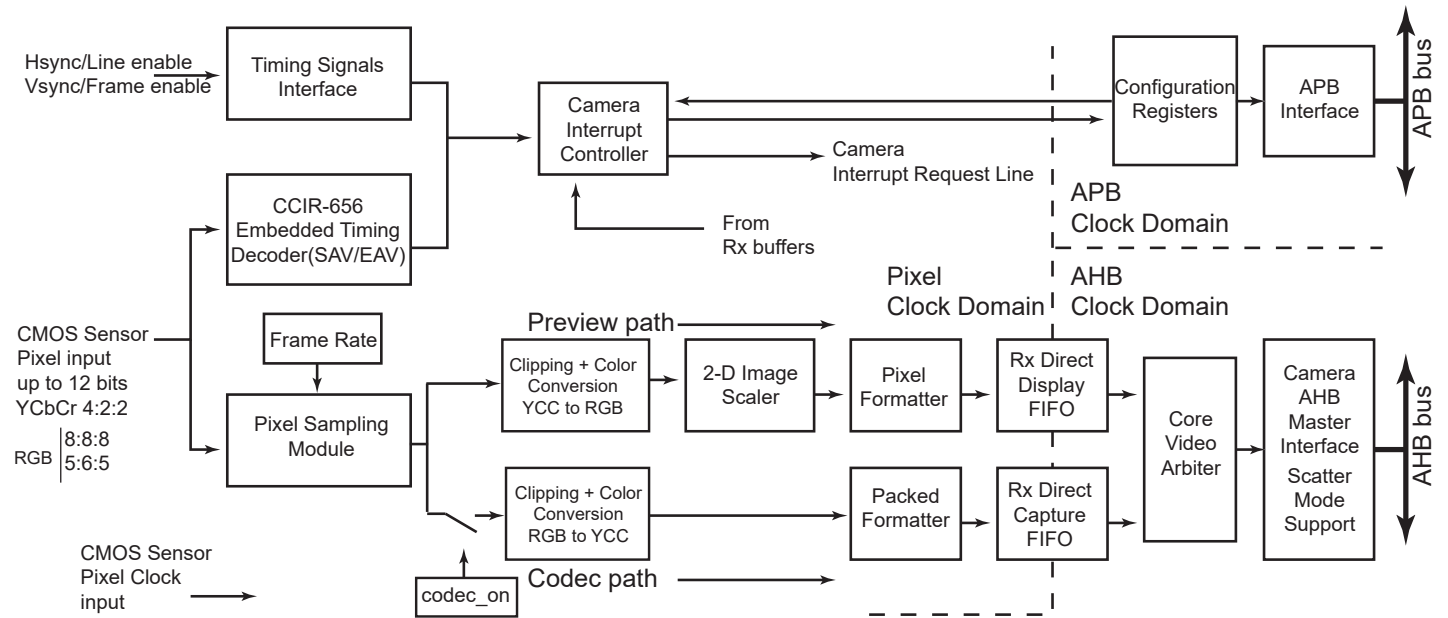 Hsync/Line enable
Vsync/Frame enable
Timing Signals
Interface
Camera
Interrupt
Controller
Configuration
Registers
APB
Interface
APB bus
Camera
Interrupt Request Line
CCIR-656
Embedded Timing
Decoder(SAV/EAV)
From
Rx buffers
APB
Clock Domain
Pixel
Clock Domain
AHB
Clock Domain
CMOS Sensor
Pixel input
up to 12 bits
YCbCr 4:2:2
RGB
8:8:8
5:6:5
Frame Rate
Pixel Sampling
Module
Preview path
Clipping + Color
Conversion
YCC to RGB
2-D Image
Scaler
Pixel
Formatter
Rx Direct
Display
FIFO
Core
Video
Arbiter
Camera
AHB
Master
Interface
Scatter
Mode
Support
AHB bus
Clipping + Color
Conversion
RGB to YCC
Packed
Formatter
Rx Direct
Capture
FIFO
Codec path
codec_on
CMOS Sensor
Pixel Clock
input